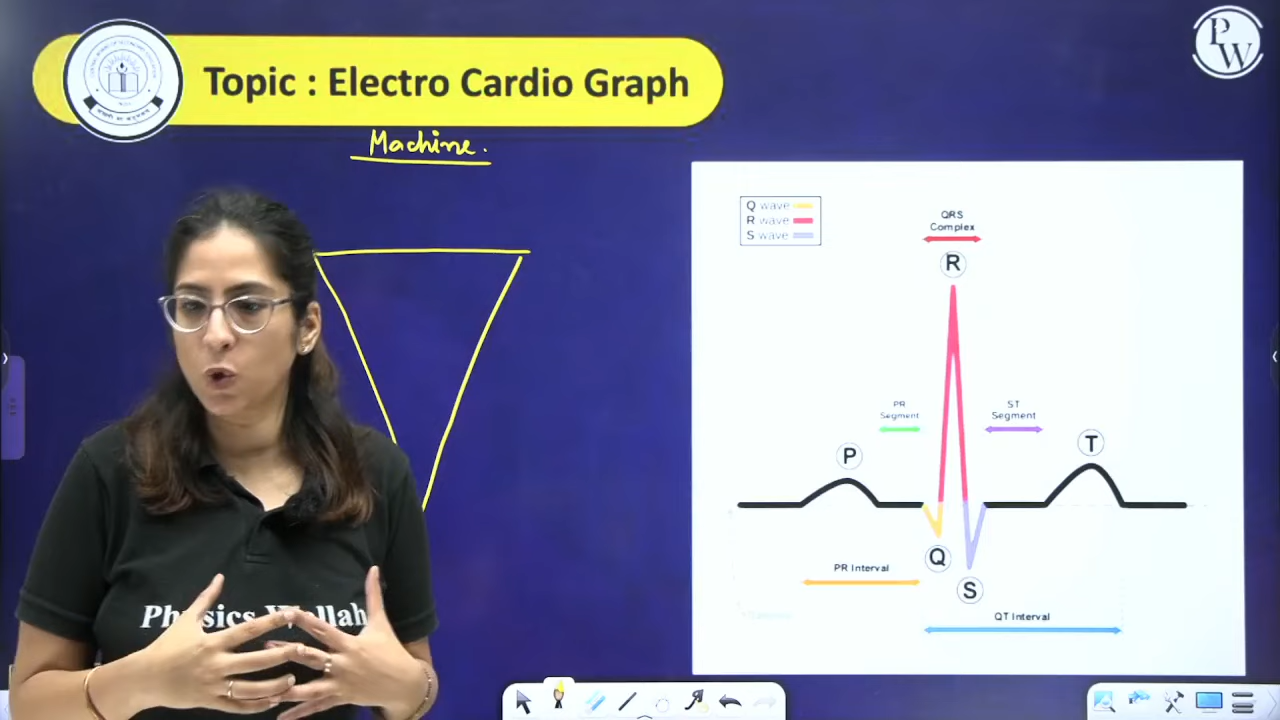 Topic : Electro Cardio Graph
Machine.
PW
Q wave
R wave
S wave
QRS
Complex
R
PR
Segment
ST
Segment
P
T
Q
S
PR Interval
QT Interval
Physics Wallah